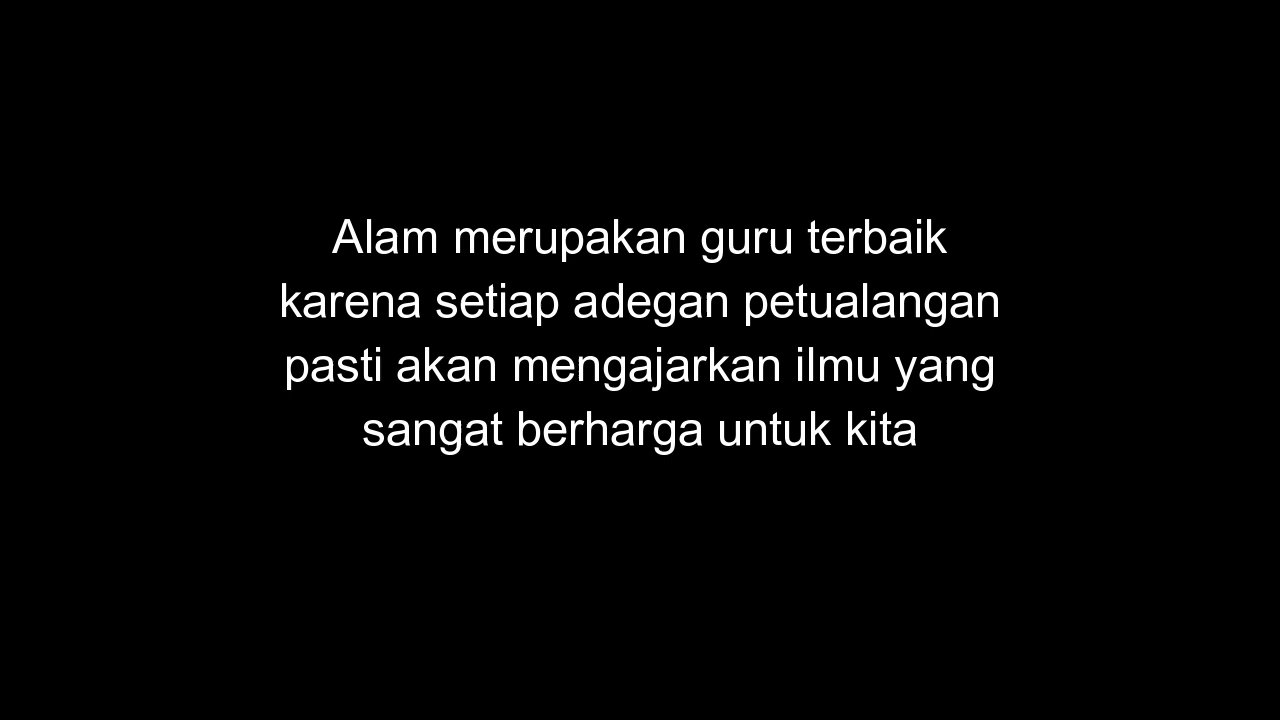 Alam merupakan guru terbaik
karena setiap adegan petualangan
pasti akan mengajarkan ilmu yang
sangat berharga untuk kita